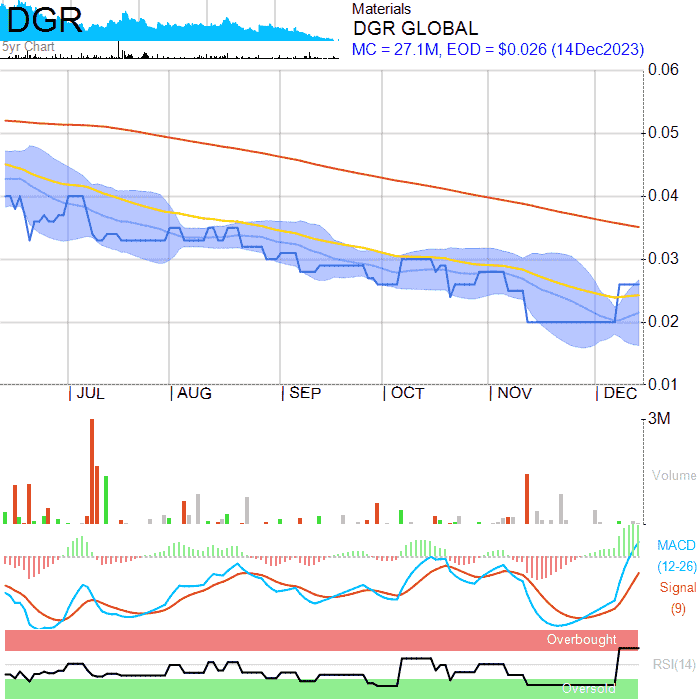 DGR
5yr Chart
Materials
DGR GLOBAL
MC = 27.1M, EOD = $0.026 (14Dec2023)
0.06
0.05
0.04
0.03
0.02
0.01
JUL AUG SEP OCT NOV DEC
3M
Volume
MACD
(12-26)
Signal
(9)
Overbought
RSI(14)
Oversold